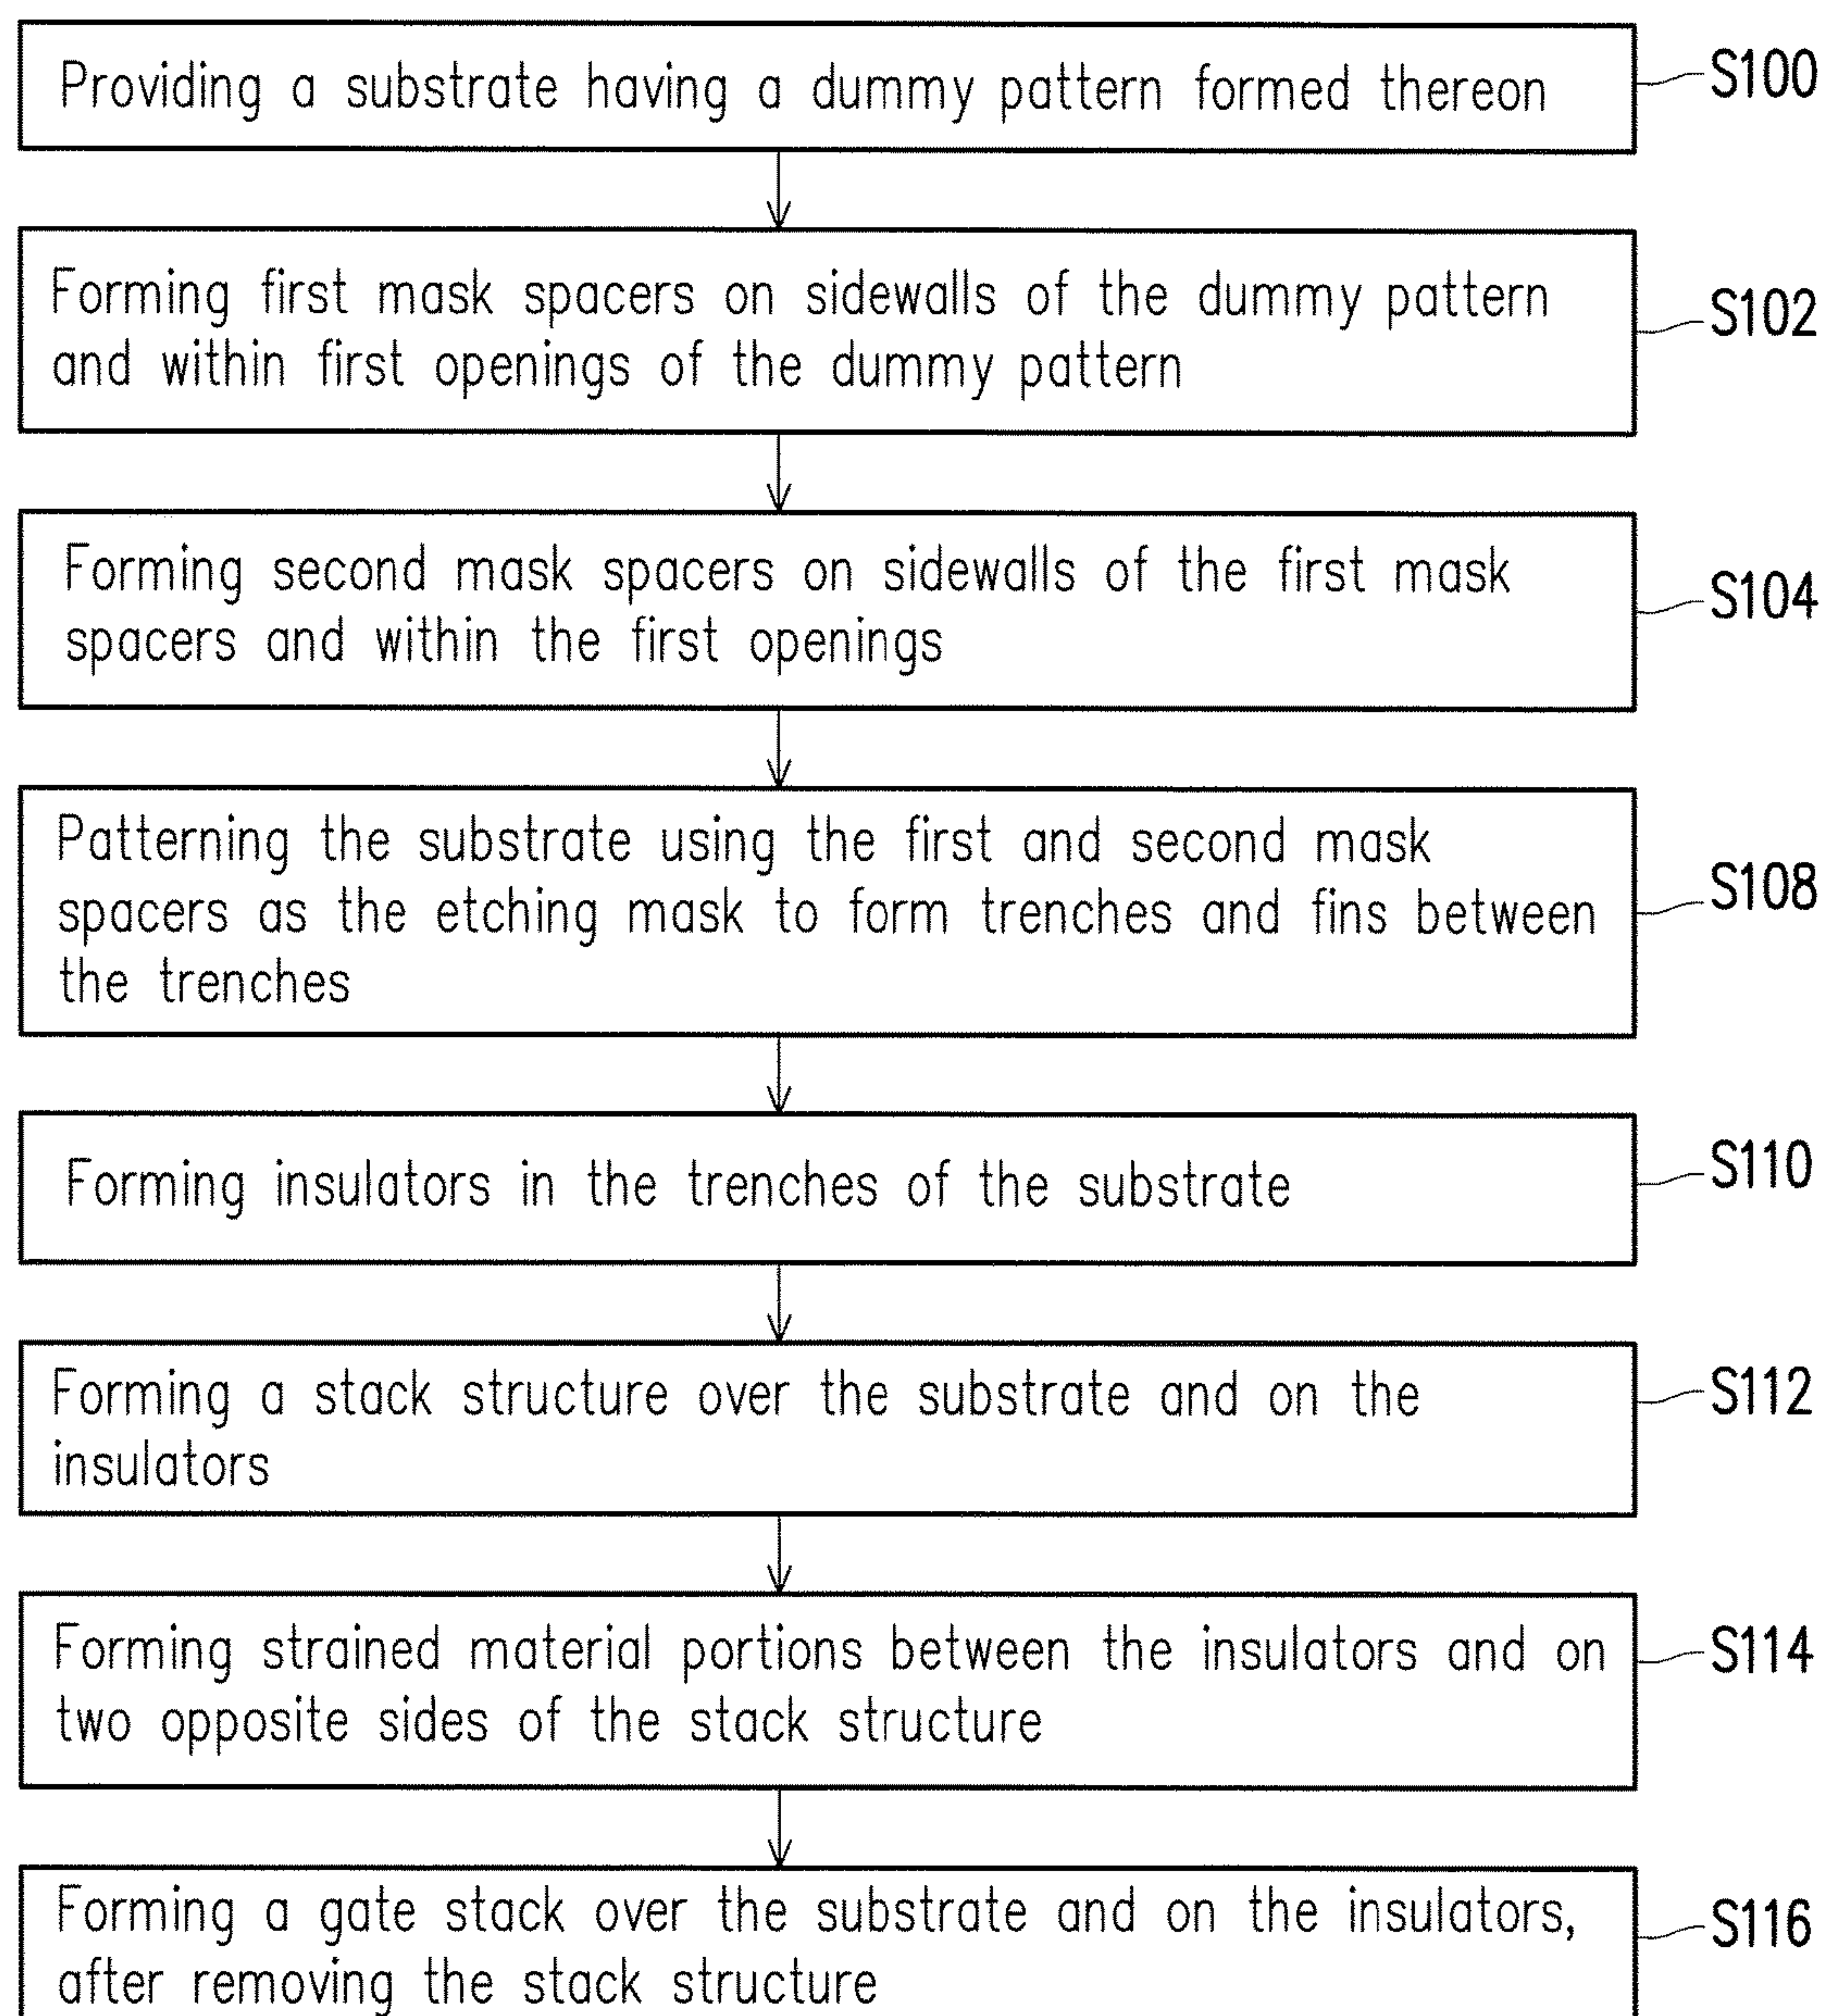 Providing a substrate having a dummy pattern formed thereon
S100
Forming first mask spacers on sidewalls of the dummy pattern
and within first openings of the dummy pattern
S102
Forming second mask spacers on sidewalls of the first mask
spacers and within the first openings
S104
Patterning the substrate using the first and second mask
spacers as the etching mask to form trenches and fins between
the trenches
S108
Forming insulators in the trenches of the substrate
S110
Forming a stack structure over the substrate and on the
insulators
S112
Forming strained material portions between the insulators and on
two opposite sides of the stack structure
S114
Forming a gate stack over the substrate and on the insulators,
after removing the stack structure
S116